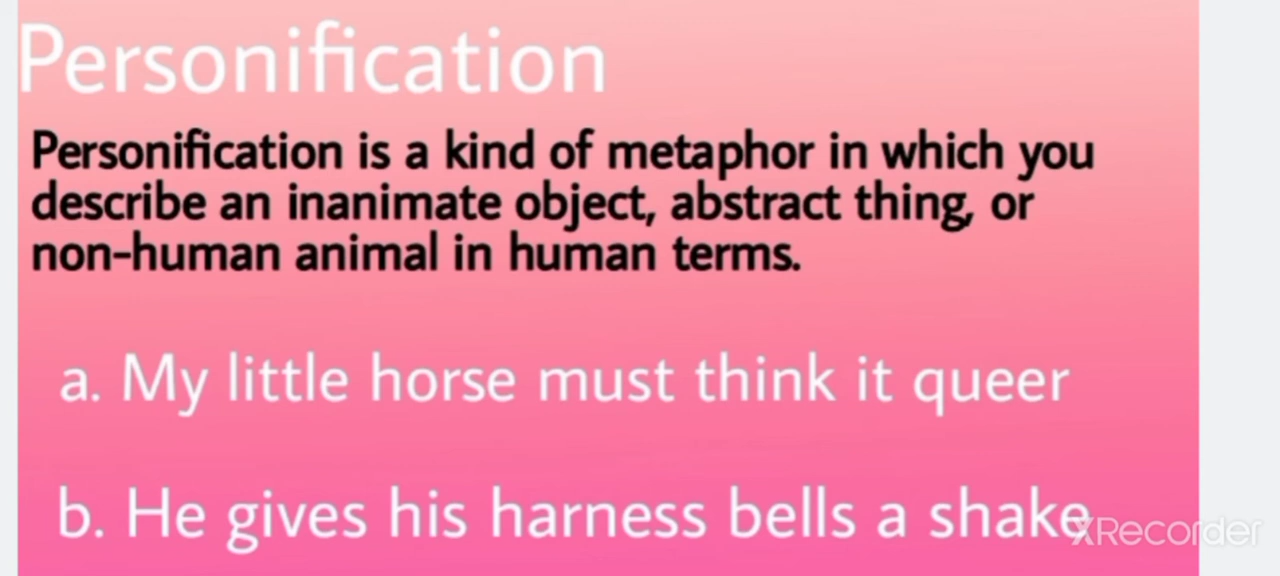 Personification
Personification is a kind of metaphor in which you
describe an inanimate object, abstract thing, or
non-human animal in human terms.
a. My little horse must think it queer
b. He gives his harness bells a shake
XRecorder